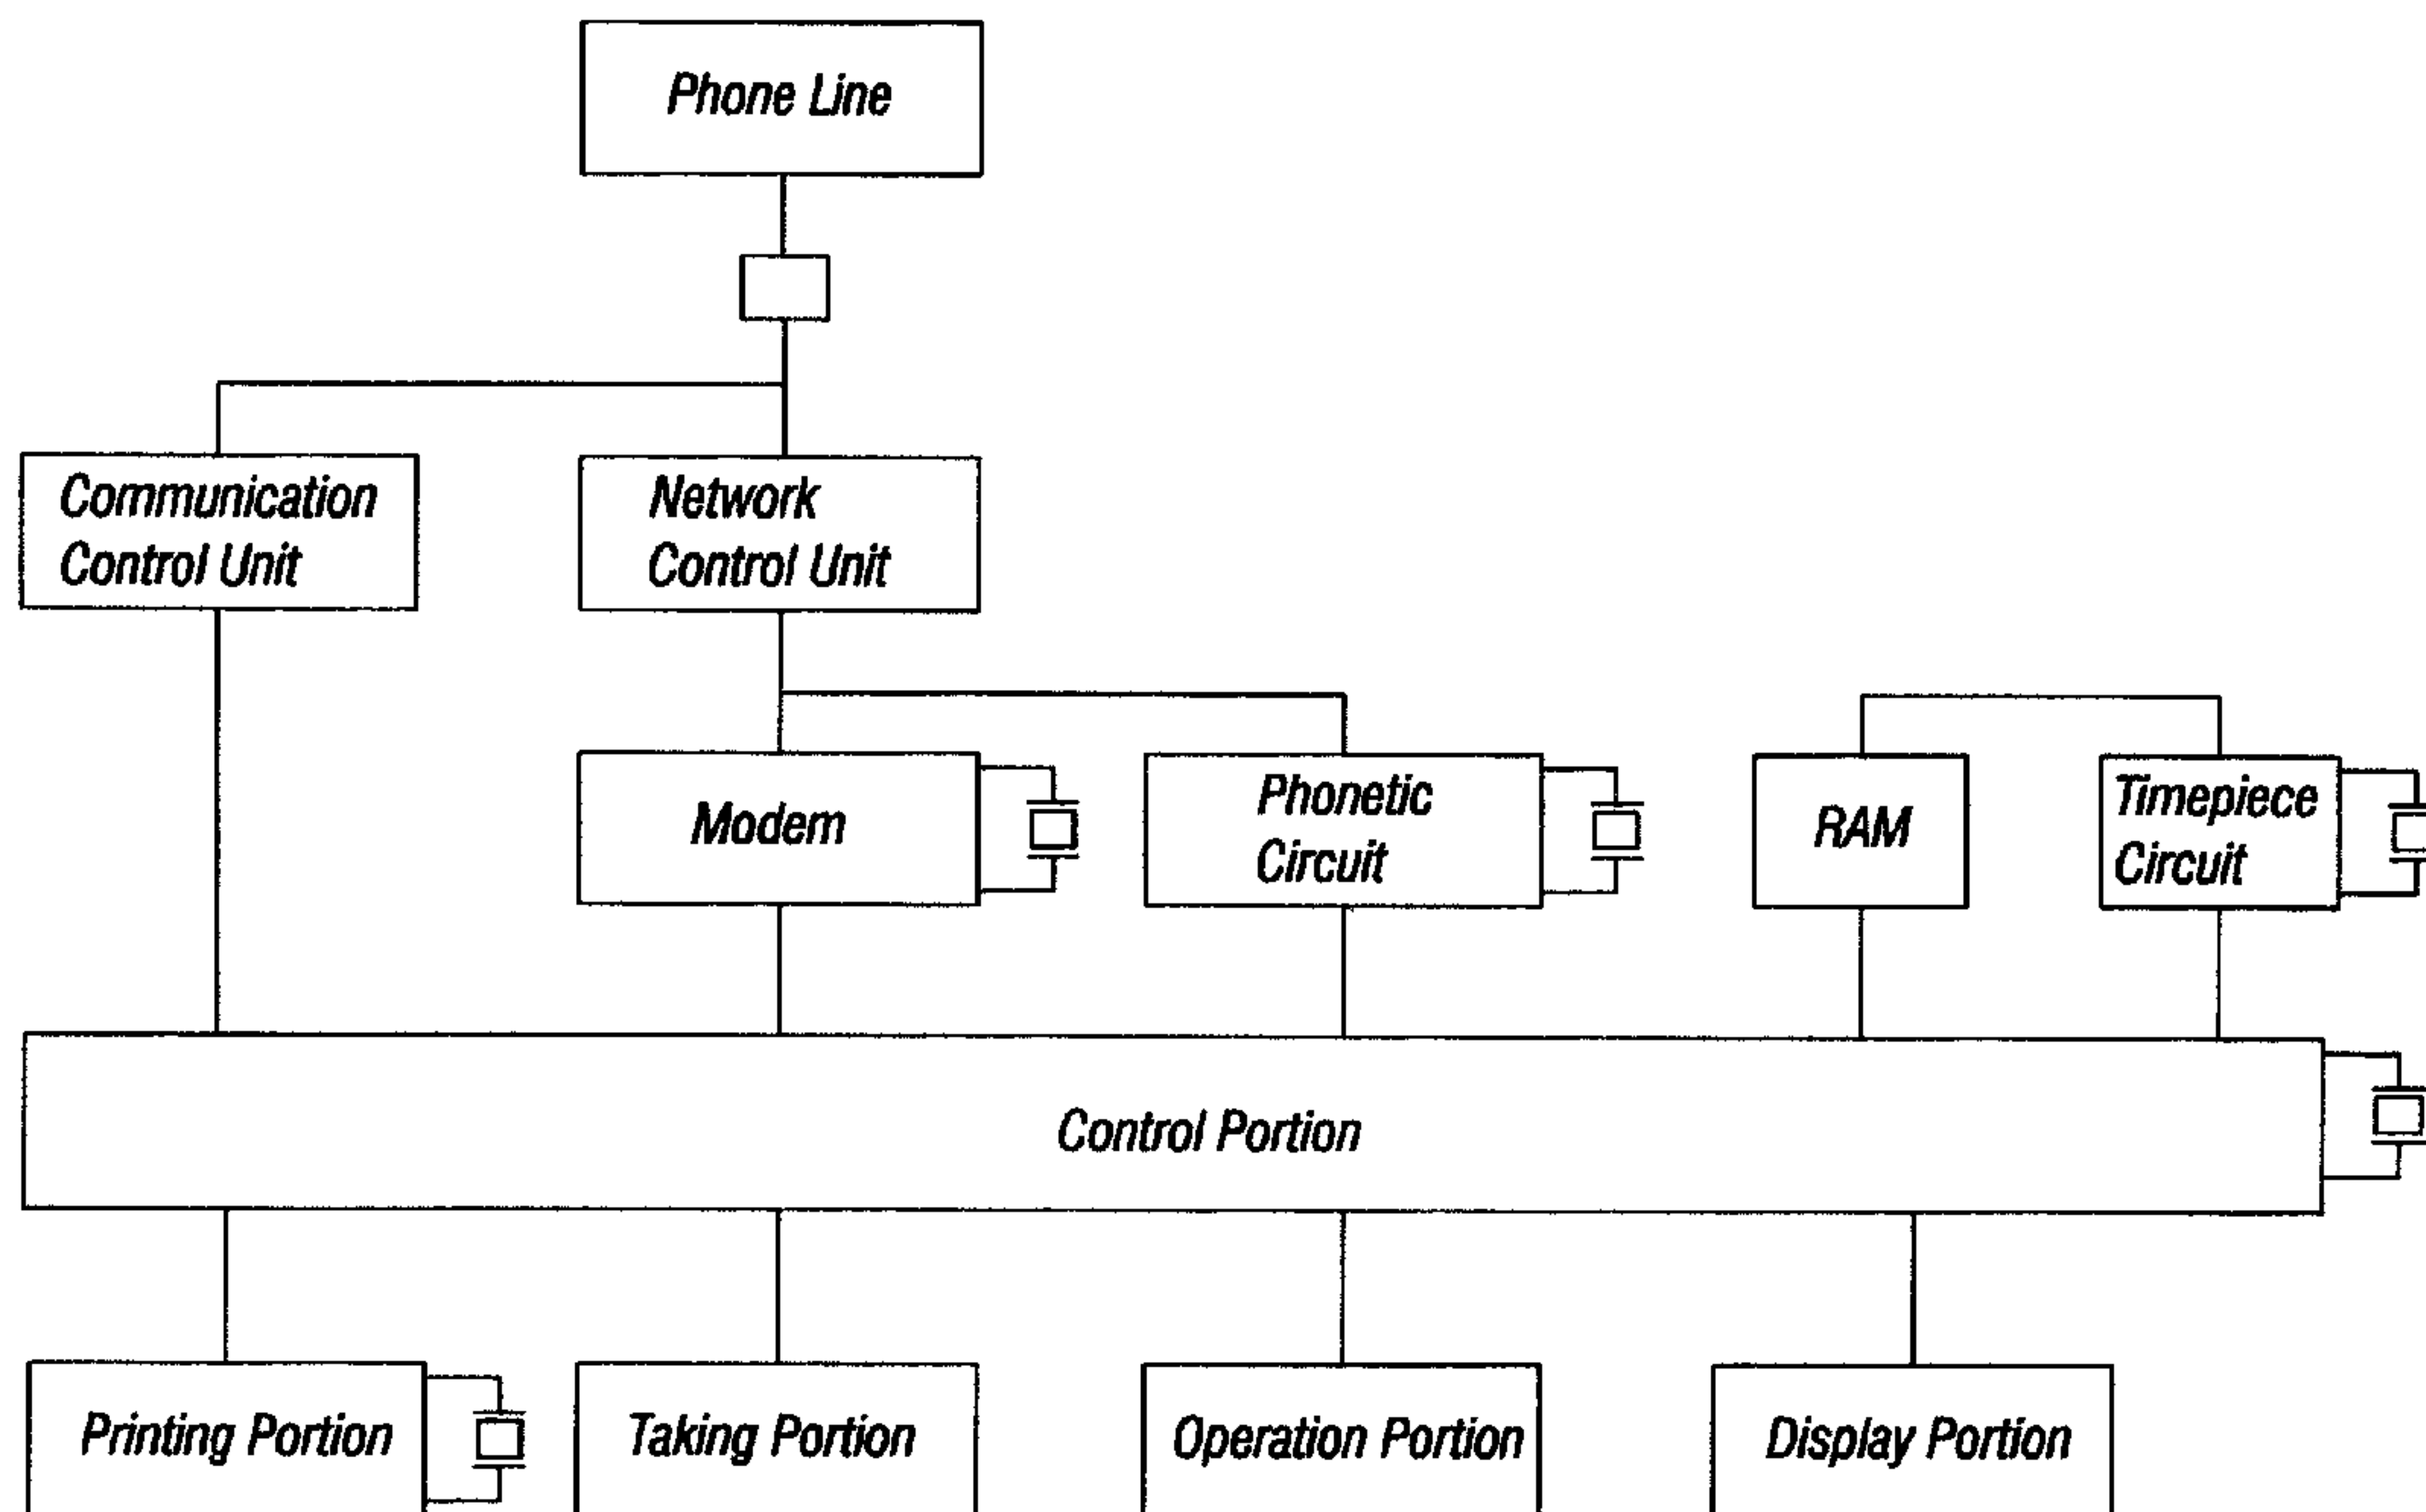 Phone Line
Communication
Control Unit
Network
Control Unit
Modem
Phonetic
Circuit
RAM
Timepiece
Circuit
Control Portion
Printing Portion
Taking Portion
Operation Portion
Display Portion